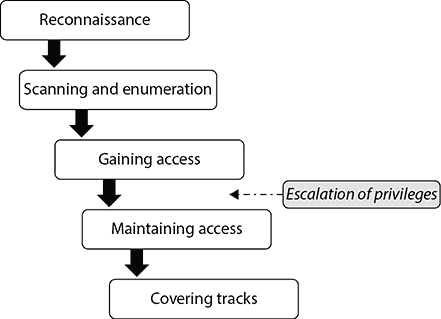 Reconnaissance
Scanning and enumeration
Gaining access
Escalation of privileges
Maintaining access
Covering tracks